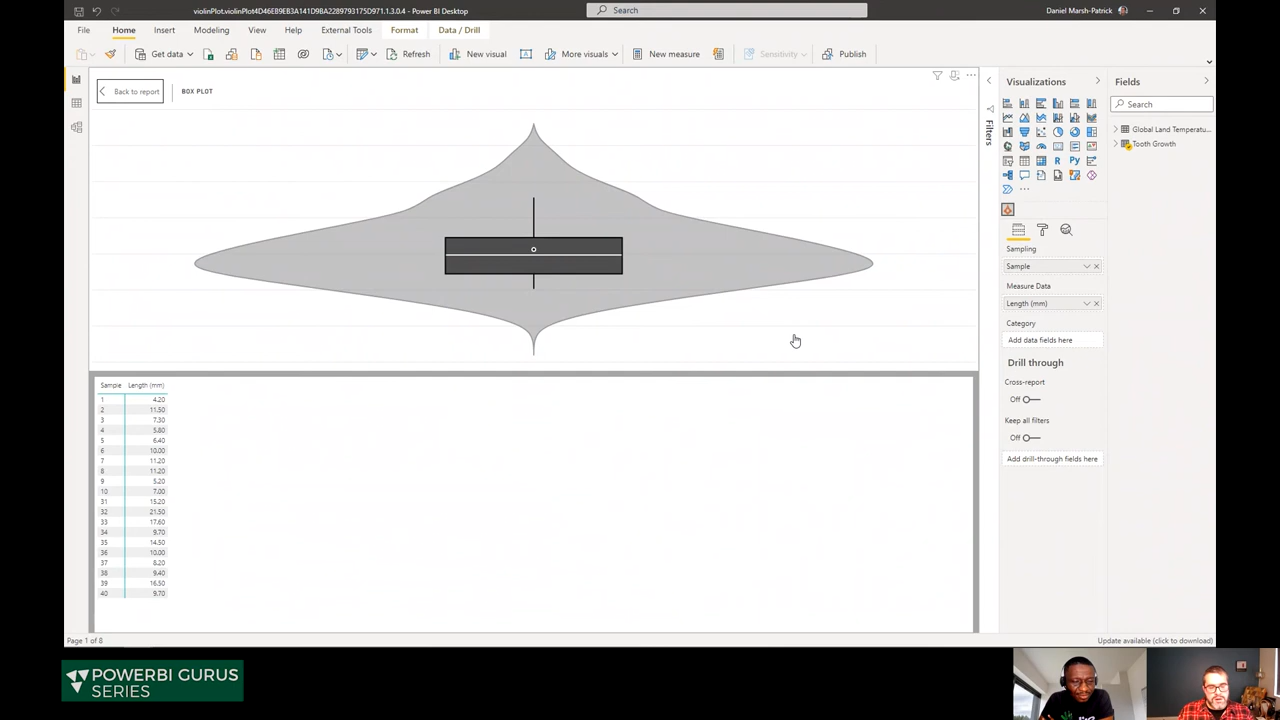 violinPlot.violinPlot4D46EB9EB3A141D9BA2289793175D971.1.3.0.4 - Power BI Desktop
Search
Daniel Marsh-Patrick
File
Home
Insert
Modeling
View
Help
External Tools
Format
Data / Drill
Get data
Refresh
New visual
More visuals
New measure
Sensitivity
Publish
Back to report
BOX PLOT
Filters
Visualizations
Fields
Search
Global Land Temperatu...
Tooth Growth
Sampling
Sample
Measure Data
Length (mm)
Category
Add data fields here
Drill through
Cross-report
Off
Keep all filters
Off
Add drill-through fields here
Sample Length (mm)
1 4.20
2 11.50
3 7.30
4 5.80
5 6.40
6 10.00
7 11.20
8 11.20
9 5.20
10 7.00
31 15.20
32 21.50
33 17.60
34 9.70
35 14.50
36 10.00
37 8.20
38 9.40
39 16.50
40 9.70
Page 1 of 8
Update available (click to download)
POWERBI GURUS
SERIES